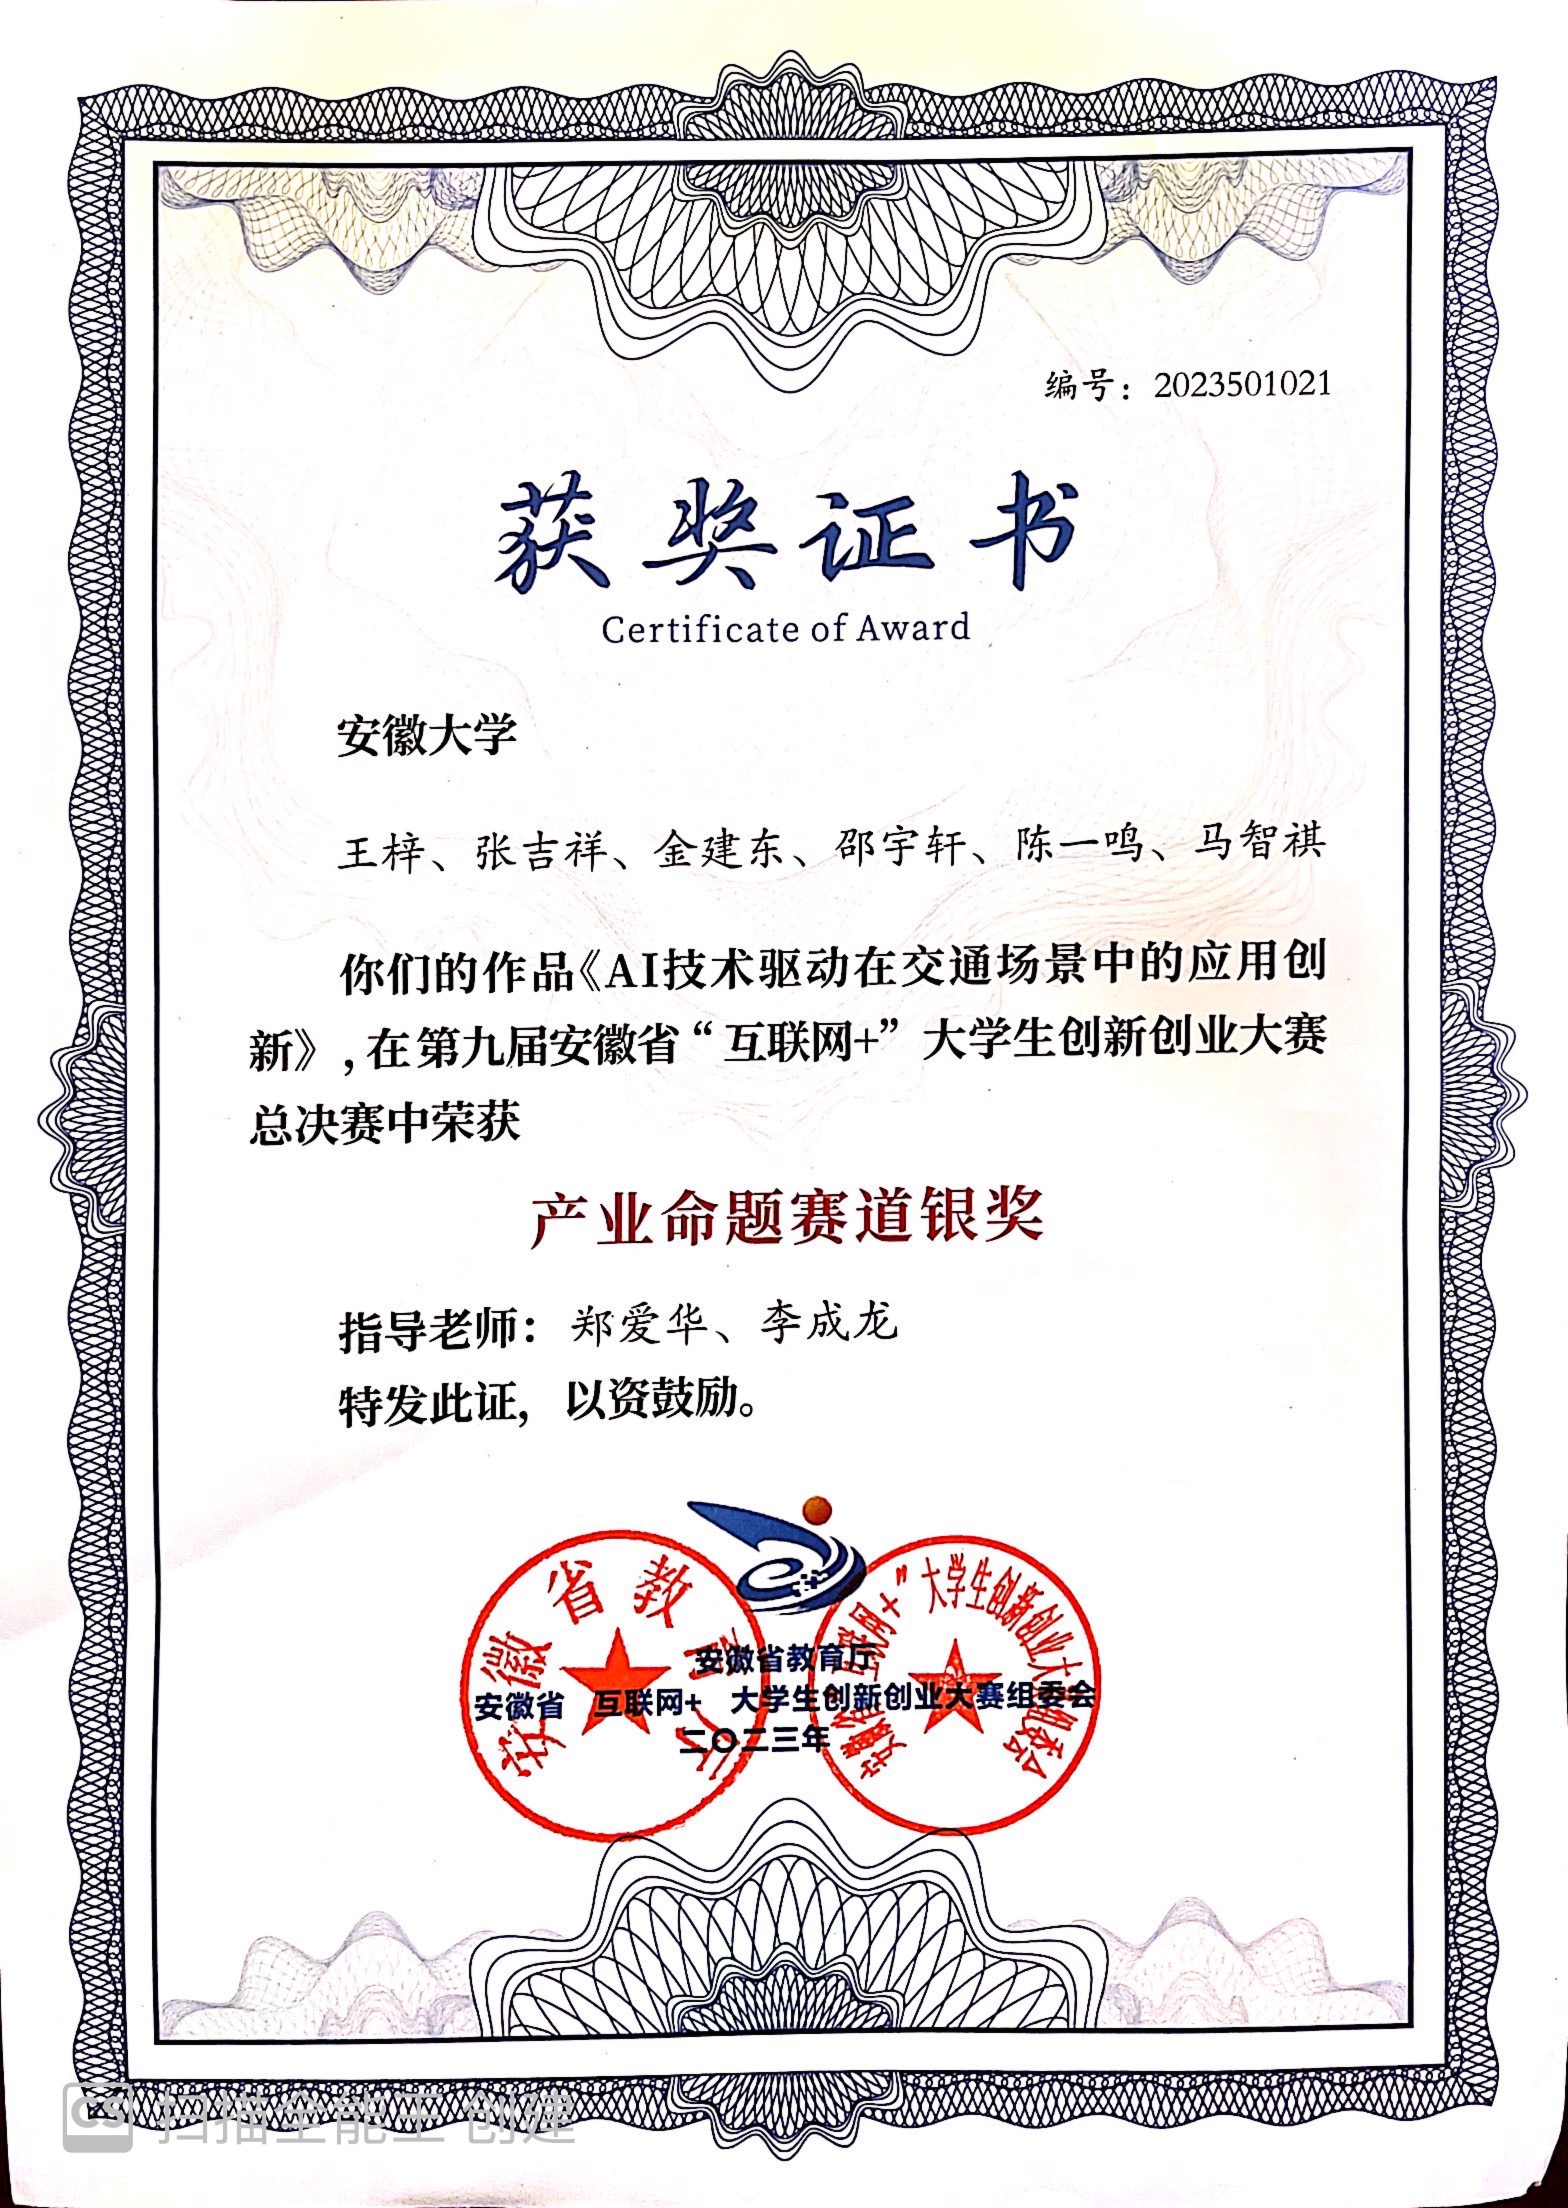 编号：2023501021
获奖证书
Certificate of Award
安徽大学
王梓、张吉祥、金建东、邵宇轩、陈一鸣、马智祺
你们的作品《AI技术驱动在交通场景中的应用创
新》,在第九届安徽省“互联网+”大学生创新创业大赛
总决赛中荣获
产业命题赛道银奖
指导老师：郑爱华、李成龙
特发此证，以资鼓励。
安徽省教育厅
安徽省"互联网+"大学生创新创业大赛组委会
安徽省教育厅
安徽省 互联网+ 大学生创新创业大赛组委会
二〇二三年
CS 扫描全能王 创建